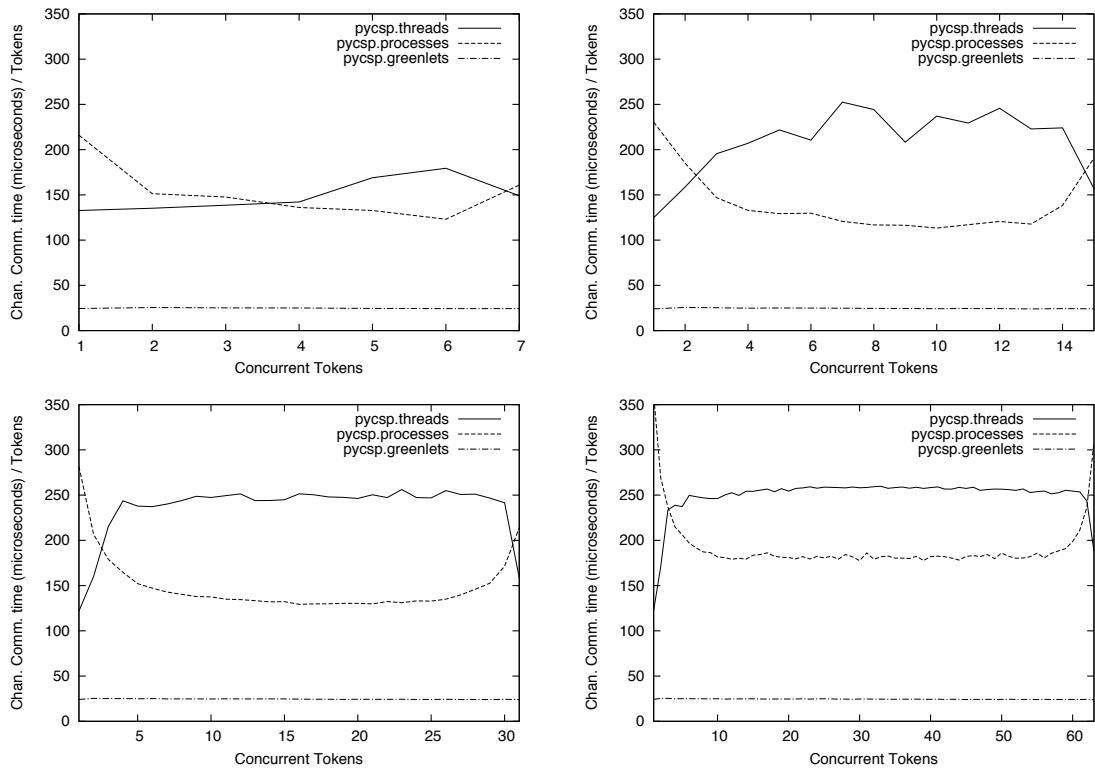 Chan. Comm. time (microseconds) / Tokens
350
300
250
200
150
100
50
0
pycsp.threads
pycsp.processes
pycsp.greenlets
1 2 3 4 5 6 7
Concurrent Tokens
Chan. Comm. time (microseconds) / Tokens
350
300
250
200
150
100
50
0
pycsp.threads
pycsp.processes
pycsp.greenlets
2 4 6 8 10 12 14
Concurrent Tokens
Chan. Comm. time (microseconds) / Tokens
350
300
250
200
150
100
50
0
pycsp.threads
pycsp.processes
pycsp.greenlets
5 10 15 20 25 30
Concurrent Tokens
Chan. Comm. time (microseconds) / Tokens
350
300
250
200
150
100
50
0
pycsp.threads
pycsp.processes
pycsp.greenlets
10 20 30 40 50 60
Concurrent Tokens